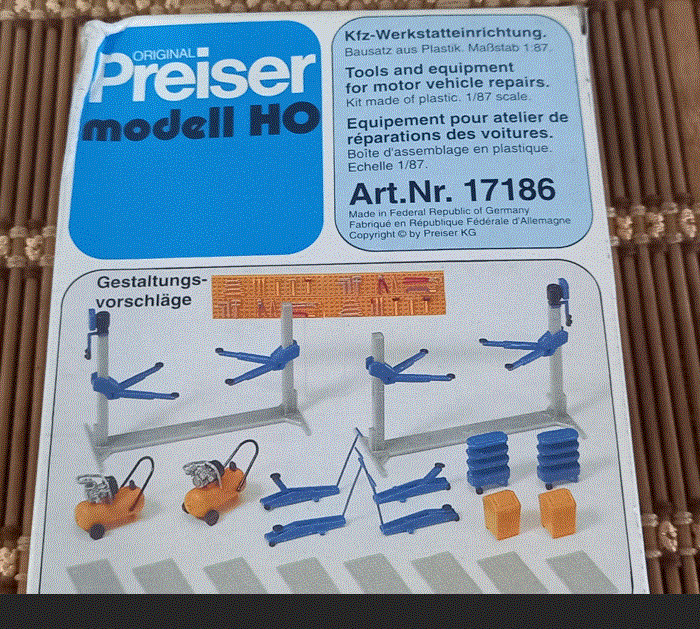 ORIGINAL
Preiser
modell HO
Kfz-Werkstatteinrichtung.
Bausatz aus Plastik. Maßstab 1:87.
Tools and equipment
for motor vehicle repairs.
Kit made of plastic. 1/87 scale.
Equipement pour atelier de
réparations des voitures.
Boîte d'assemblage en plastique.
Echelle 1/87.
Art.Nr. 17186
Made in Federal Republic of Germany
Fabriqué en République Fédérale d'Allemagne
Copyright © by Preiser KG
Gestaltungs-
vorschläge